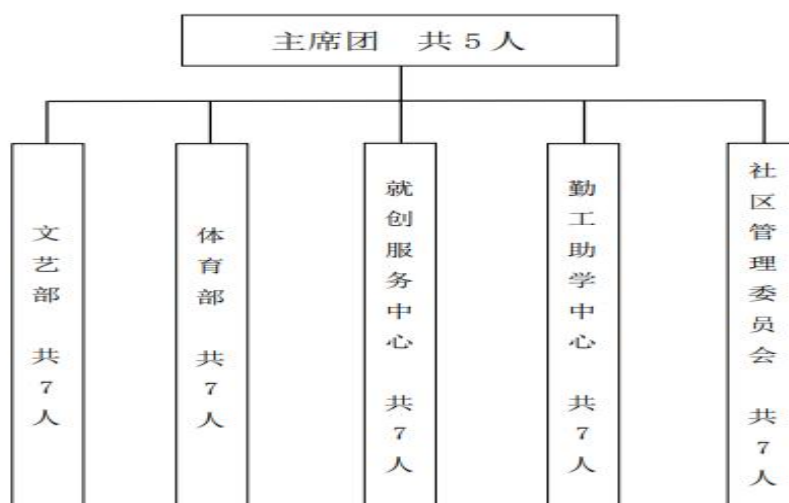 主席团 共 5 人
文艺部 共 7 人
体育部 共 7 人
就创服务中心 共 7 人
勤工助学中心 共 7 人
社区管理委员会 共 7 人